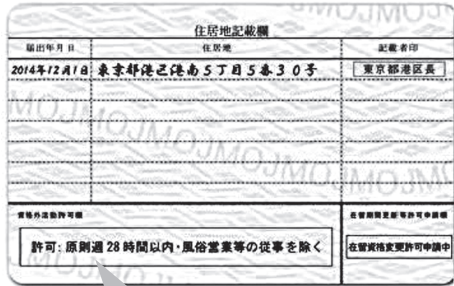 住居地記載欄
届出年月日 住居地 記載者印
2014年12月1日 東京都港区港南5丁目5番30号 東京都港区長
資格外活動許可欄
許可: 原則週28時間以内・風俗営業等の従事を除く
在留期間更新等許可申請欄
在留資格変更許可申請中
MOJMOJMOJMOJMO